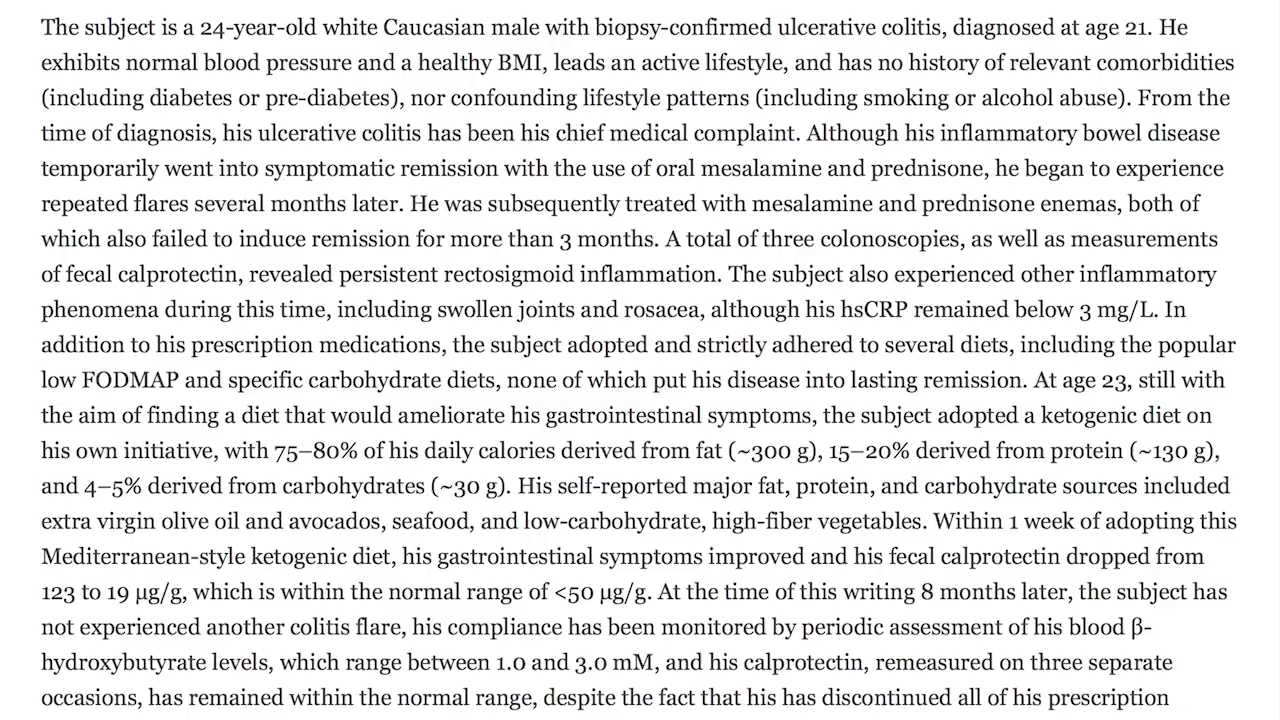 The subject is a 24-year-old white Caucasian male with biopsy-confirmed ulcerative colitis, diagnosed at age 21. He
exhibits normal blood pressure and a healthy BMI, leads an active lifestyle, and has no history of relevant comorbidities
(including diabetes or pre-diabetes), nor confounding lifestyle patterns (including smoking or alcohol abuse). From the
time of diagnosis, his ulcerative colitis has been his chief medical complaint. Although his inflammatory bowel disease
temporarily went into symptomatic remission with the use of oral mesalamine and prednisone, he began to experience
repeated flares several months later. He was subsequently treated with mesalamine and prednisone enemas, both of
which also failed to induce remission for more than 3 months. A total of three colonoscopies, as well as measurements
of fecal calprotectin, revealed persistent rectosigmoid inflammation. The subject also experienced other inflammatory
phenomena during this time, including swollen joints and rosacea, although his hsCRP remained below 3 mg/L. In
addition to his prescription medications, the subject adopted and strictly adhered to several diets, including the popular
low FODMAP and specific carbohydrate diets, none of which put his disease into lasting remission. At age 23, still with
the aim of finding a diet that would ameliorate his gastrointestinal symptoms, the subject adopted a ketogenic diet on
his own initiative, with 75–80% of his daily calories derived from fat (~300 g), 15–20% derived from protein (~130 g),
and 4–5% derived from carbohydrates (~30 g). His self-reported major fat, protein, and carbohydrate sources included
extra virgin olive oil and avocados, seafood, and low-carbohydrate, high-fiber vegetables. Within 1 week of adopting this
Mediterranean-style ketogenic diet, his gastrointestinal symptoms improved and his fecal calprotectin dropped from
123 to 19 μg/g, which is within the normal range of <50 μg/g. At the time of this writing 8 months later, the subject has
not experienced another colitis flare, his compliance has been monitored by periodic assessment of his blood β-
hydroxybutyrate levels, which range between 1.0 and 3.0 mM, and his calprotectin, remeasured on three separate
occasions, has remained within the normal range, despite the fact that his has discontinued all of his prescription